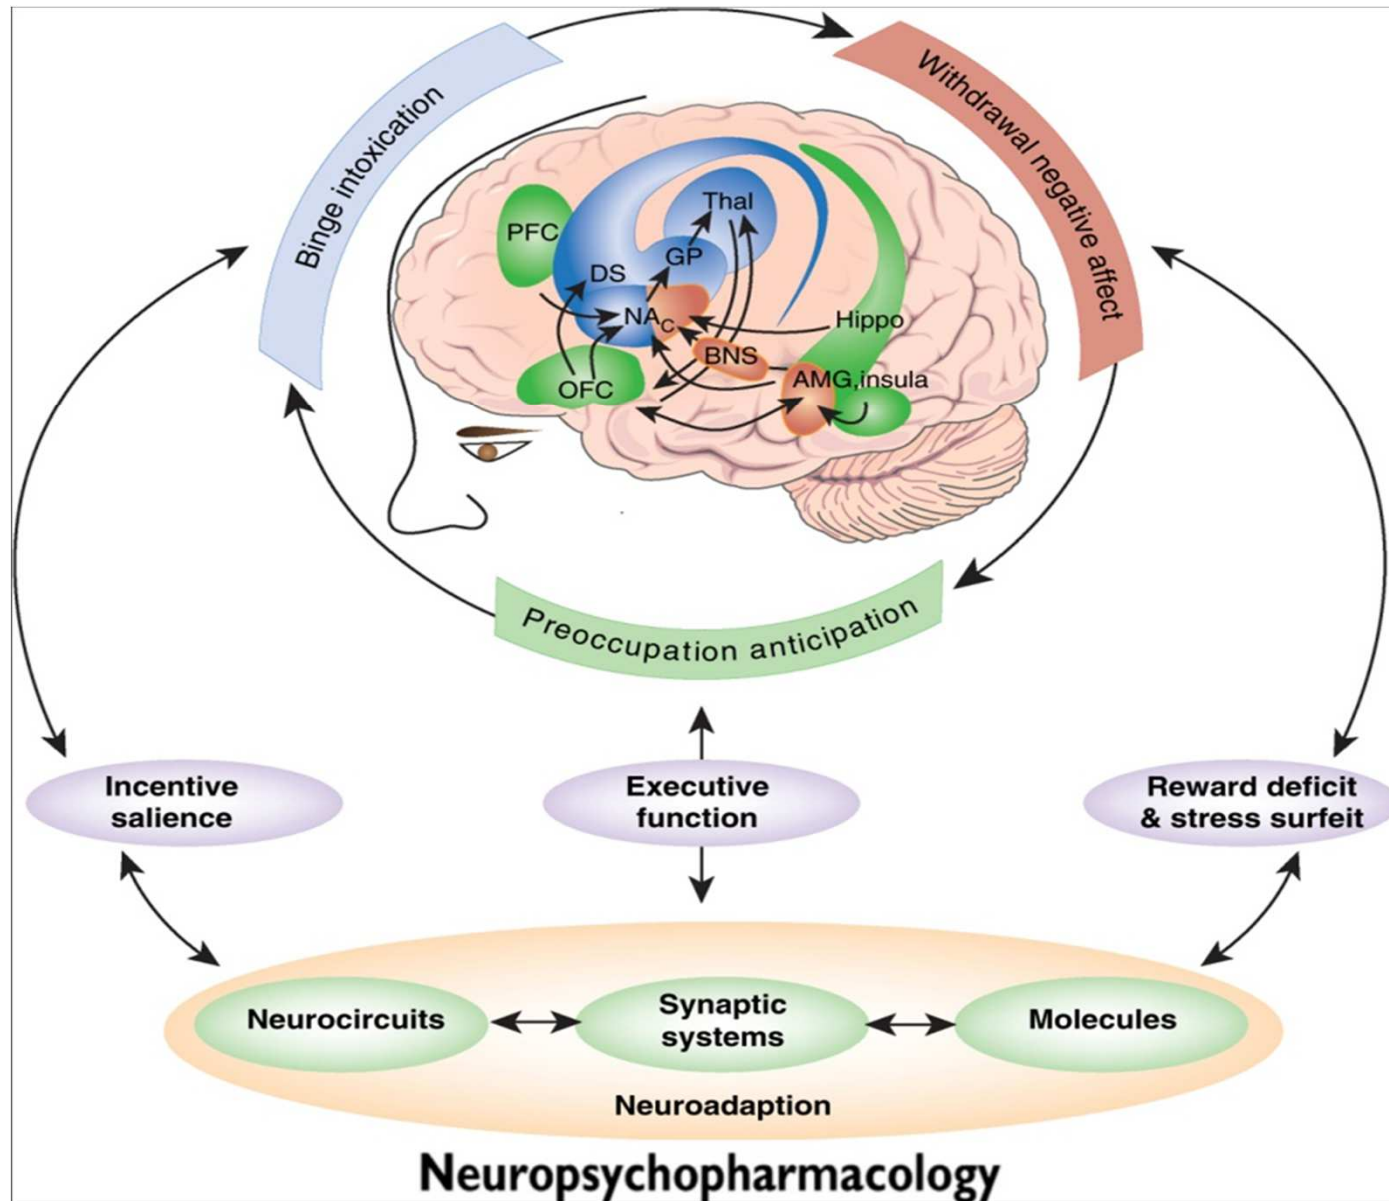 Binge intoxication
Withdrawal negative affect
PFC
Thal
DS
GP
NAC
Hippo
BNS
OFC
AMG,insula
Preoccupation anticipation
Incentive
salience
Executive
function
Reward deficit
& stress surfeit
Neurocircuits
Synaptic
systems
Molecules
Neuroadaption
Neuropsychopharmacology